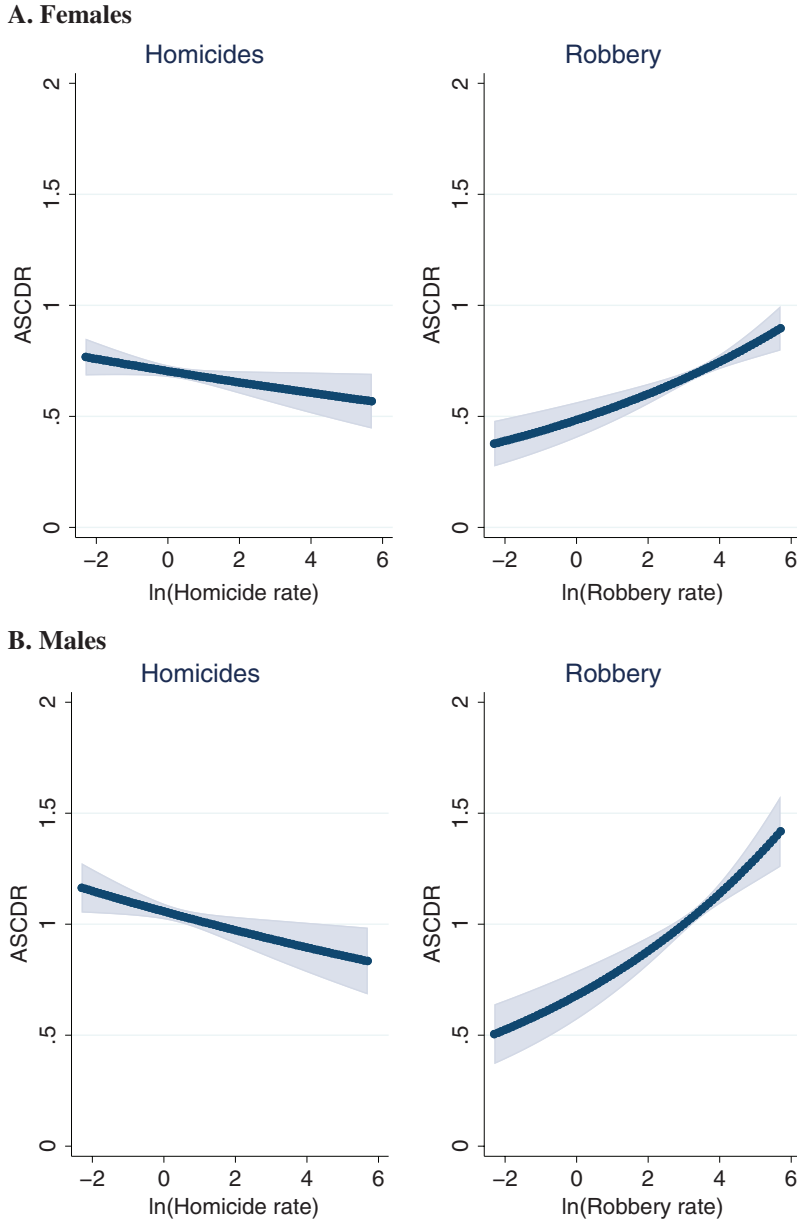 A. Females
Homicides
Robbery
ASCDR
2
1.5
1
.5
0
−2 0 2 4 6
ln(Homicide rate)
ASCDR
2
1.5
1
.5
0
−2 0 2 4 6
ln(Robbery rate)
B. Males
Homicides
Robbery
ASCDR
2
1.5
1
.5
0
−2 0 2 4 6
ln(Homicide rate)
ASCDR
2
1.5
1
.5
0
−2 0 2 4 6
ln(Robbery rate)